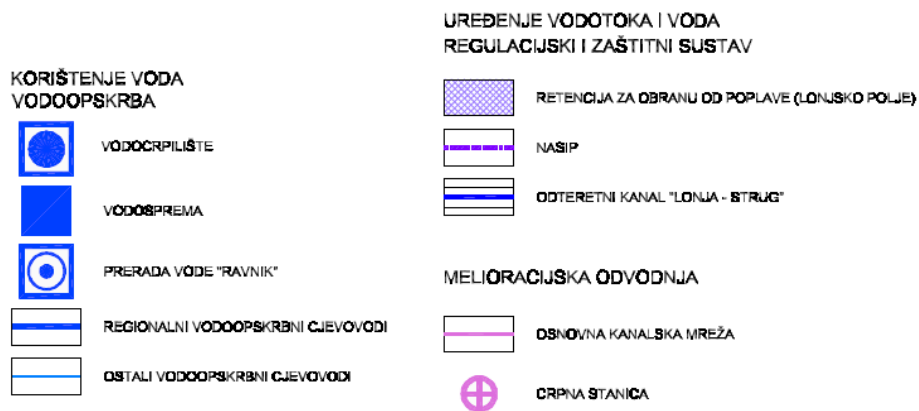 KORIŠTENJE VODA
VODOOPSKRBA
VODOCRPILIŠTE
VODOSPREMA
PRERADA VODE "RAVNIK"
REGIONALNI VODOOPSKRBNI CJEVOVODI
OSTALI VODOOPSKRBNI CJEVOVODI
UREĐENJE VODOTOKA I VODA
REGULACIJSKI I ZAŠTITNI SUSTAV
RETENCIJA ZA OBRANU OD POPLAVE (LONJSKO POLJE)
NASIP
ODTERETNI KANAL "LONJA - STRUG"
MELIORACIJSKA ODVODNJA
OSNOVNA KANALSKA MREŽA
CRPNA STANICA